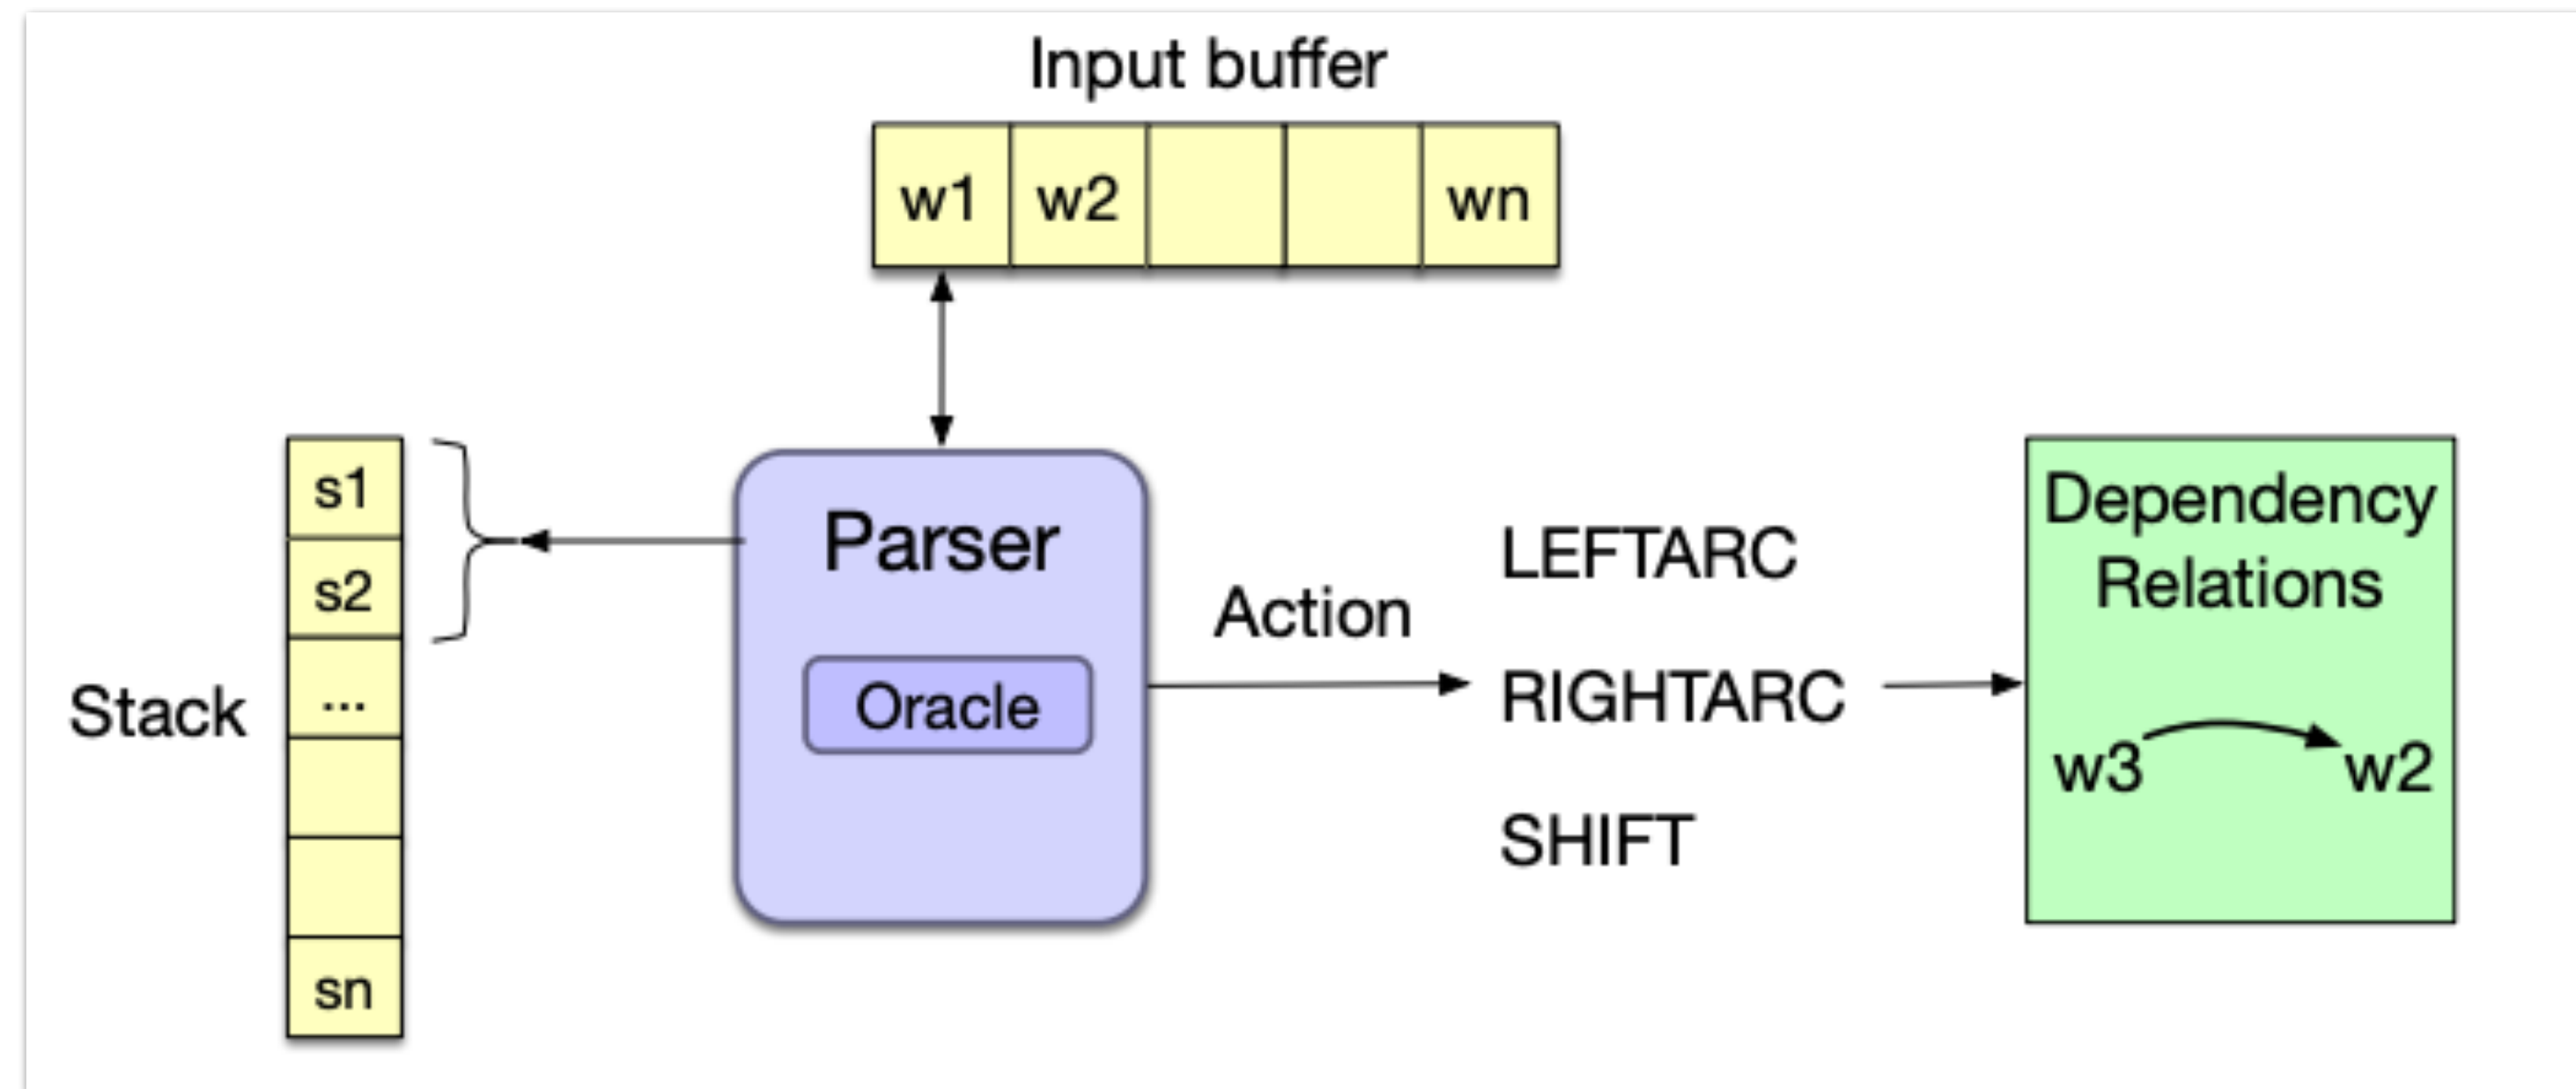 Input buffer
w1 w2 wn
s1
s2
...
sn
Stack
Parser
Oracle
Action
LEFTARC
RIGHTARC
SHIFT
Dependency
Relations
w3 w2